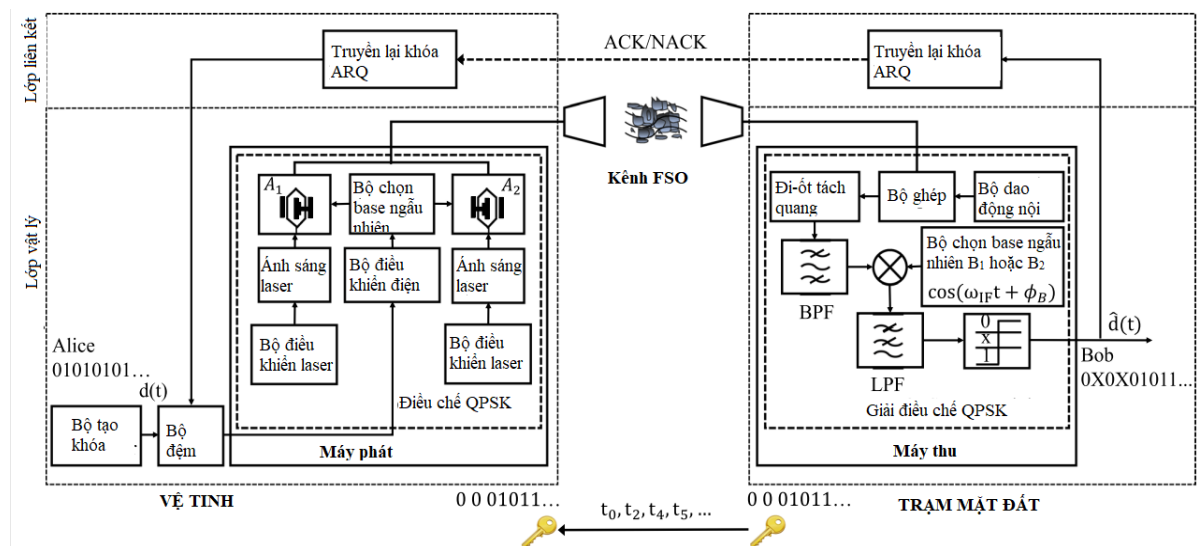 Lớp liên kết
Truyền lại khóa
ARQ
ACK/NACK
Truyền lại khóa
ARQ
Lớp vật lý
Kênh FSO
A₁
Bộ chọn
base ngẫu
nhiên
A₂
Ánh sáng
laser
Bộ điều
khiển điện
Ánh sáng
laser
Bộ điều
khiển laser
Bộ điều
khiển laser
Điều chế QPSK
Máy phát
Alice
01010101…
d(t)
Bộ tạo
khóa
Bộ
đệm
VỆ TINH
Đi-ốt tách
quang
Bộ ghép
Bộ dao
động nội
Bộ chọn base ngẫu
nhiên B₁ hoặc B₂
cos(ω_IF t + ϕ_B)
BPF
LPF
0
X
1
d̂(t)
Bob
0X0X01011...
Giải điều chế QPSK
Máy thu
TRẠM MẶT ĐẤT
0 0 01011…
t₀, t₂, t₄, t₅, …
0 0 01011…